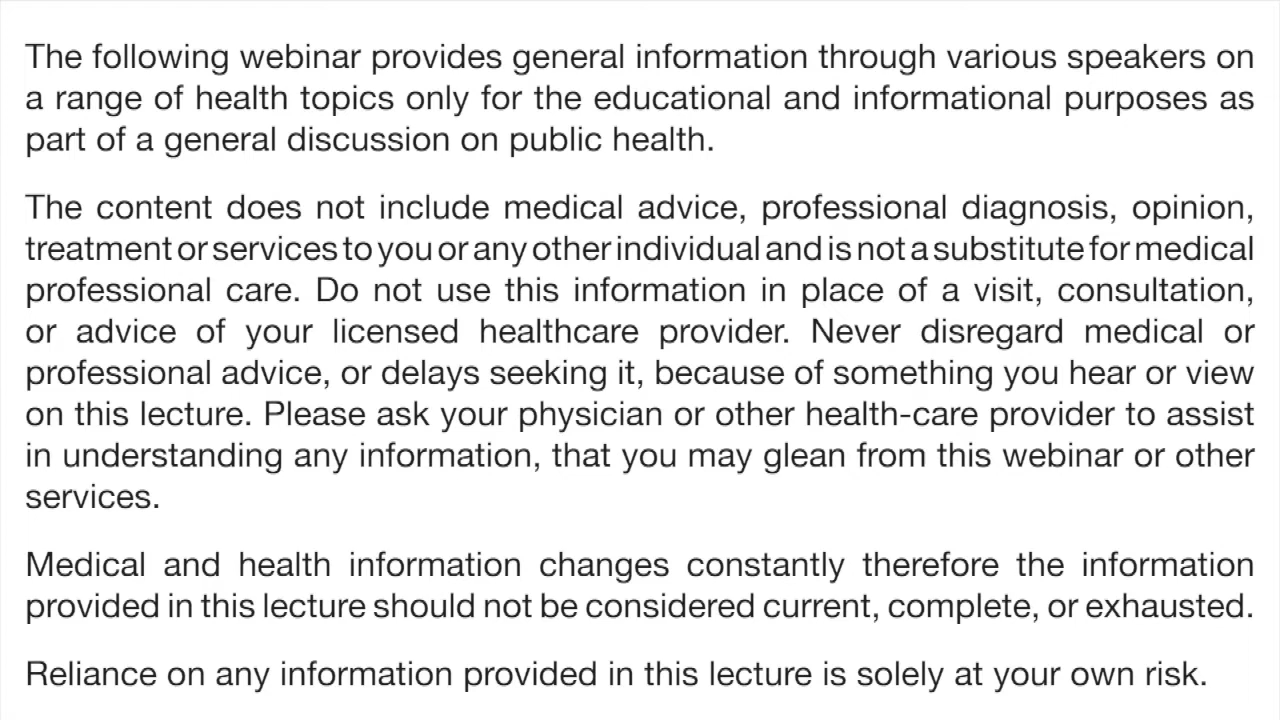 The following webinar provides general information through various speakers on
a range of health topics only for the educational and informational purposes as
part of a general discussion on public health.
The content does not include medical advice, professional diagnosis, opinion,
treatment or services to you or any other individual and is not a substitute for medical
professional care. Do not use this information in place of a visit, consultation,
or advice of your licensed healthcare provider. Never disregard medical or
professional advice, or delays seeking it, because of something you hear or view
on this lecture. Please ask your physician or other health-care provider to assist
in understanding any information, that you may glean from this webinar or other
services.
Medical and health information changes constantly therefore the information
provided in this lecture should not be considered current, complete, or exhausted.
Reliance on any information provided in this lecture is solely at your own risk.